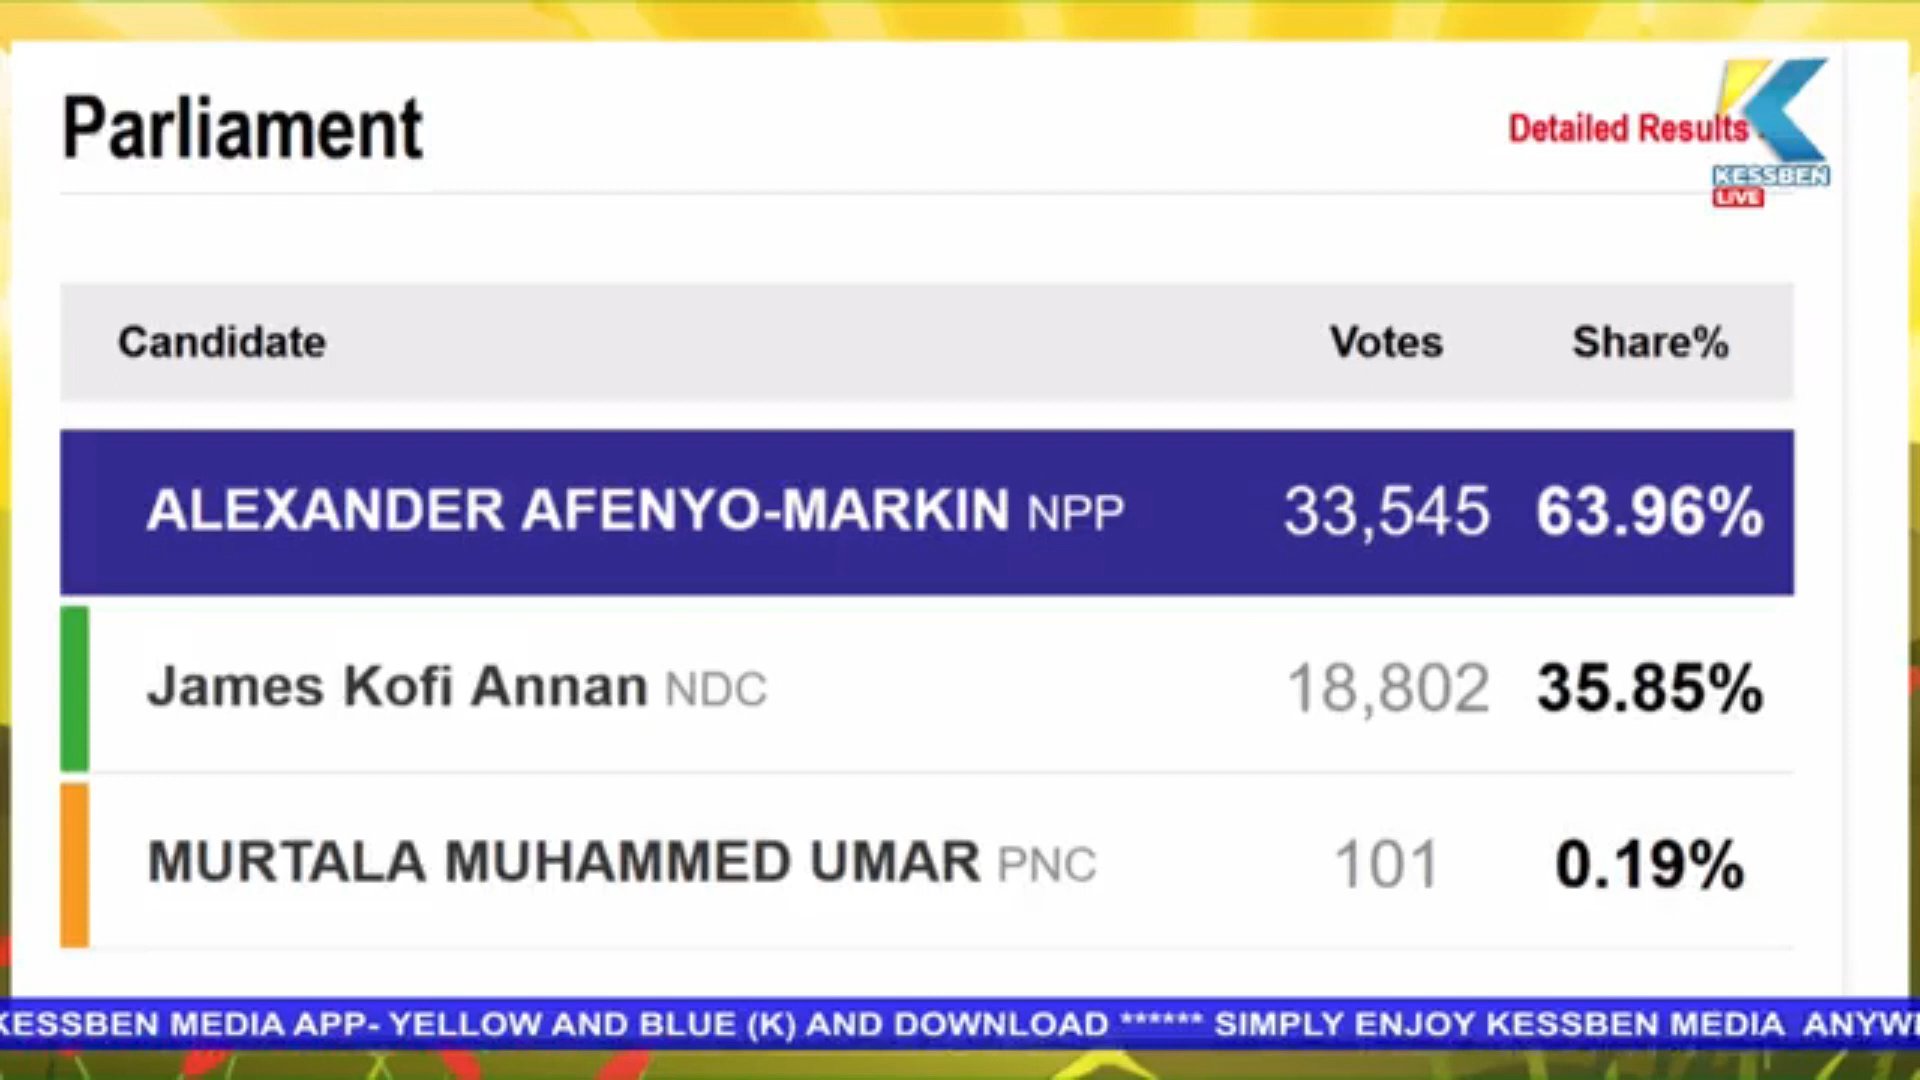 Parliament
Detailed Results
KESSBEN
LIVE
Candidate Votes Share%
ALEXANDER AFENYO-MARKIN NPP 33,545 63.96%
James Kofi Annan NDC 18,802 35.85%
MURTALA MUHAMMED UMAR PNC 101 0.19%
KESSBEN MEDIA APP- YELLOW AND BLUE (K) AND DOWNLOAD ****** SIMPLY ENJOY KESSBEN MEDIA